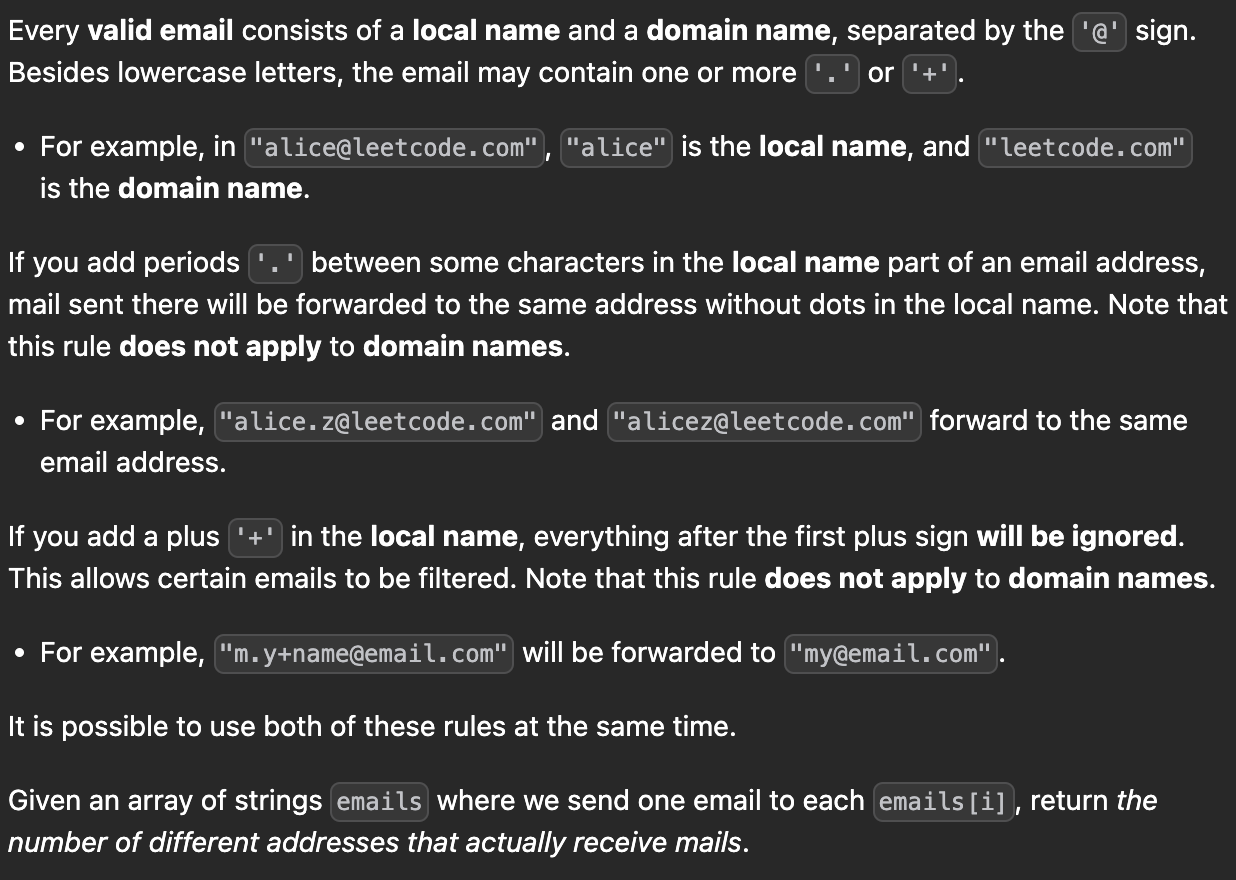 Every valid email consists of a local name and a domain name, separated by the '@' sign.
Besides lowercase letters, the email may contain one or more '.' or '+'.
• For example, in "alice@leetcode.com", "alice" is the local name, and "leetcode.com"
is the domain name.
If you add periods '.' between some characters in the local name part of an email address,
mail sent there will be forwarded to the same address without dots in the local name. Note that
this rule does not apply to domain names.
• For example, "alice.z@leetcode.com" and "alicez@leetcode.com" forward to the same
email address.
If you add a plus '+' in the local name, everything after the first plus sign will be ignored.
This allows certain emails to be filtered. Note that this rule does not apply to domain names.
• For example, "m.y+name@email.com" will be forwarded to "my@email.com".
It is possible to use both of these rules at the same time.
Given an array of strings emails where we send one email to each emails[i], return the
number of different addresses that actually receive mails.